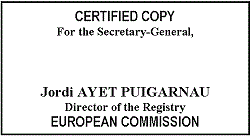 CERTIFIED COPY
For the Secretary-General,
Jordi AYET PUIGARNAU
Director of the Registry
EUROPEAN COMMISSION